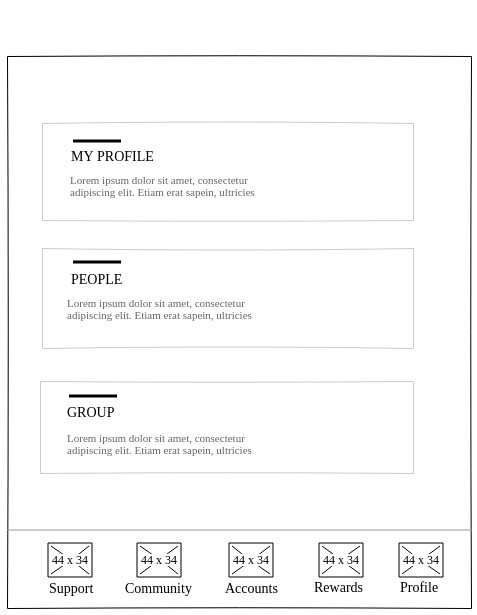 MY PROFILE
Lorem ipsum dolor sit amet, consectetur
adipiscing elit. Etiam erat sapein, ultricies
PEOPLE
Lorem ipsum dolor sit amet, consectetur
adipiscing elit. Etiam erat sapein, ultricies
GROUP
Lorem ipsum dolor sit amet, consectetur
adipiscing elit. Etiam erat sapein, ultricies
44 x 34 44 x 34 44 x 34 44 x 34 44 x 34
Support Community Accounts Rewards Profile